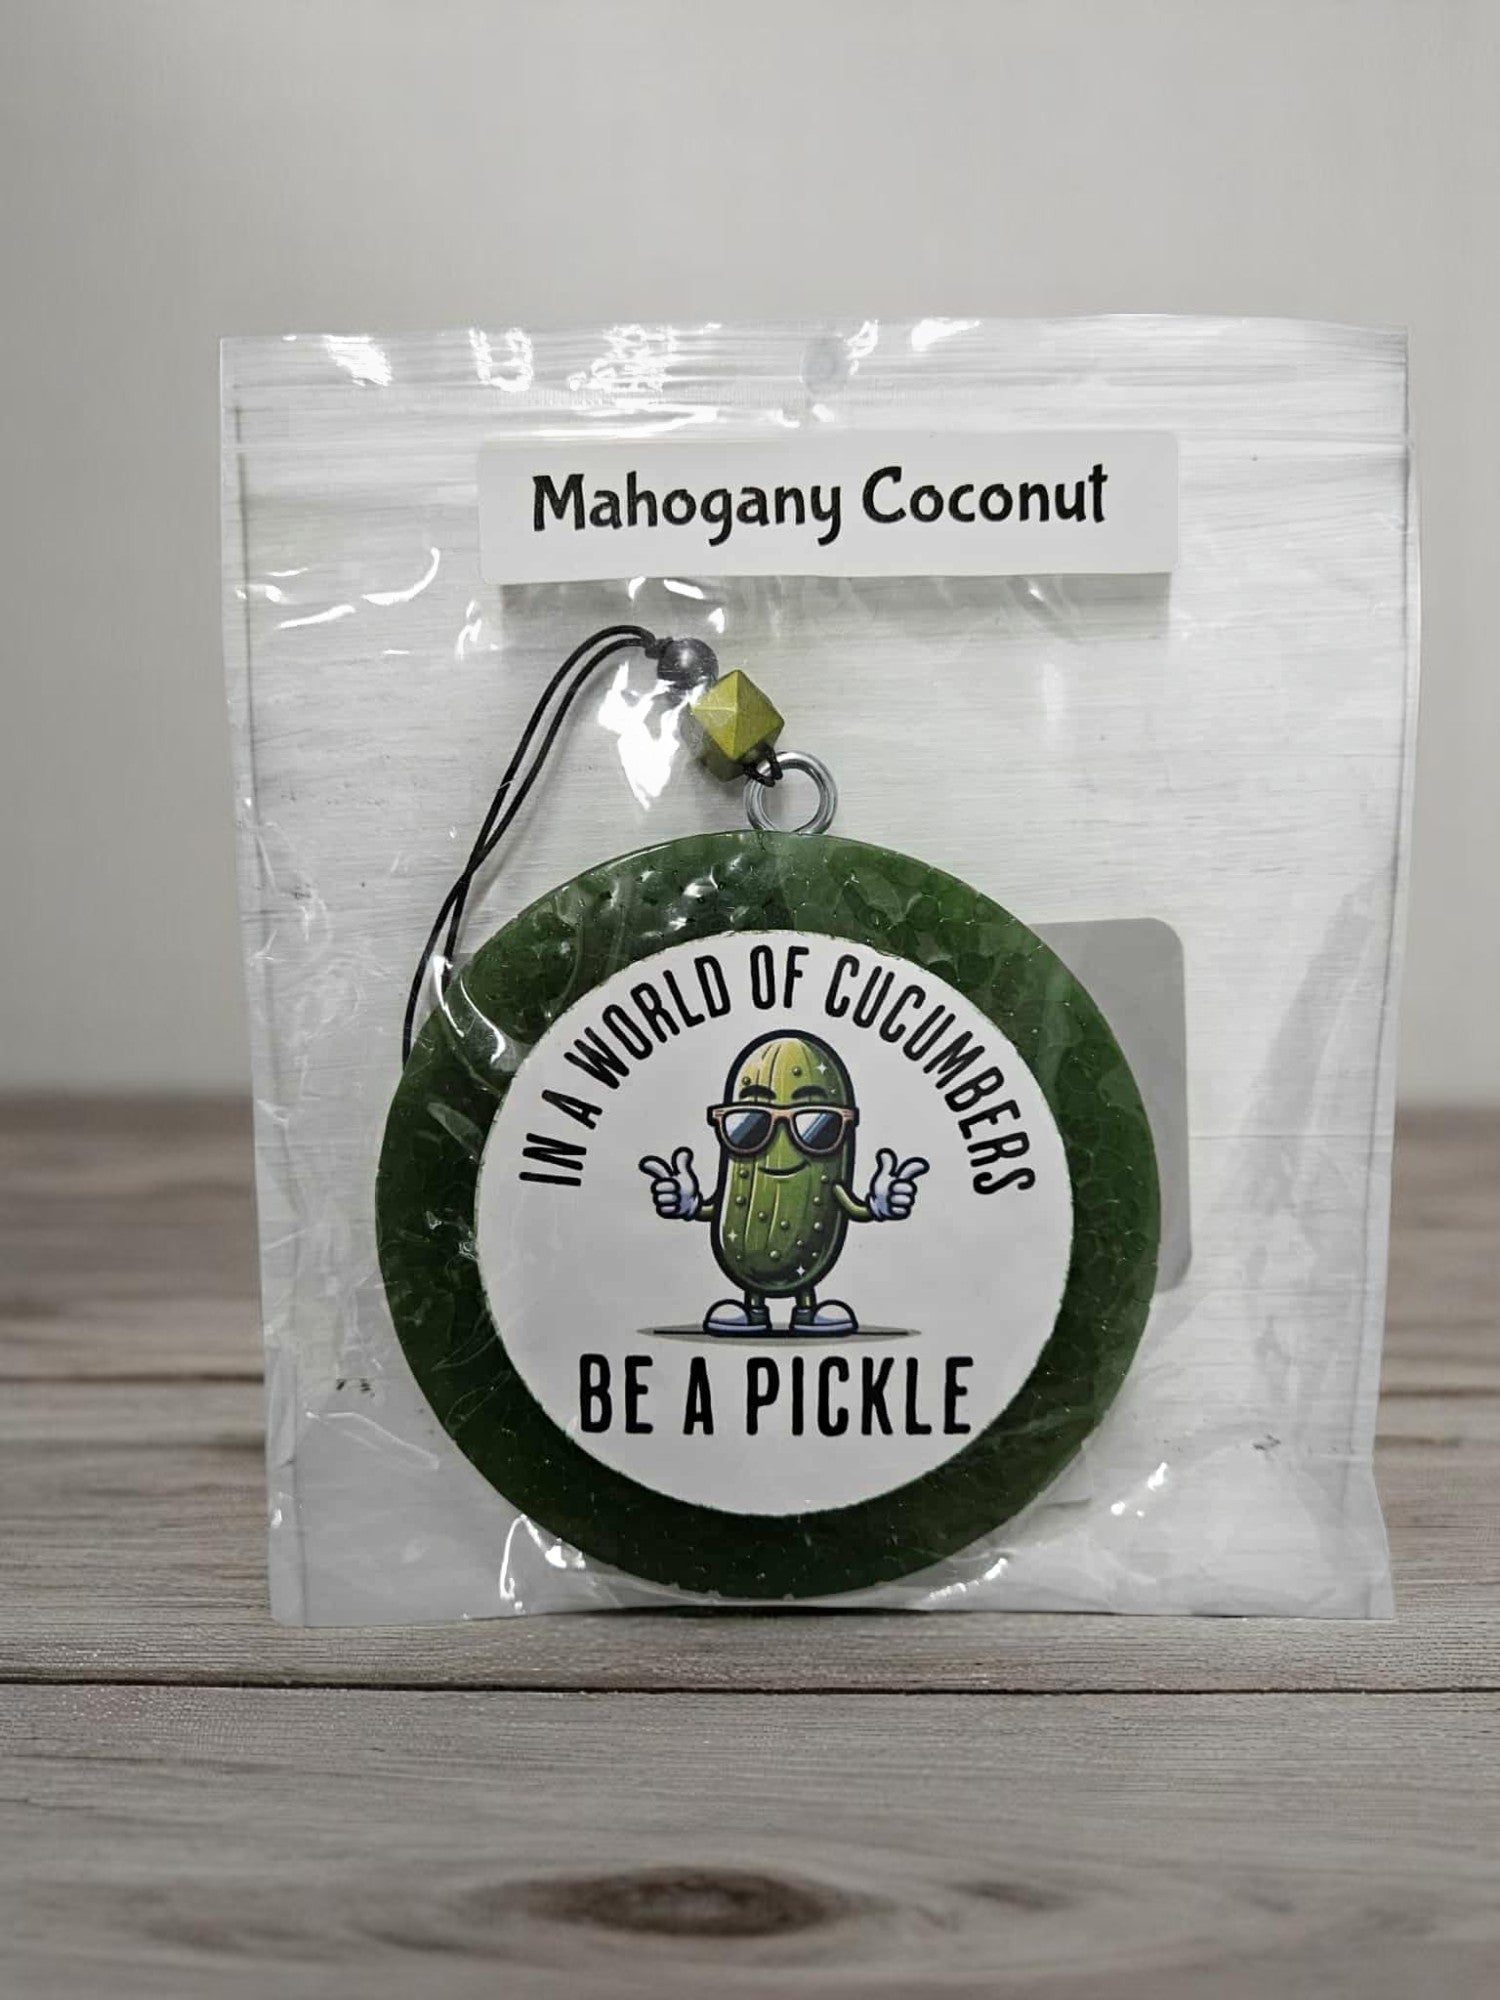 Mahogany Coconut
IN A WORLD OF CUCUMBERS
BE A PICKLE